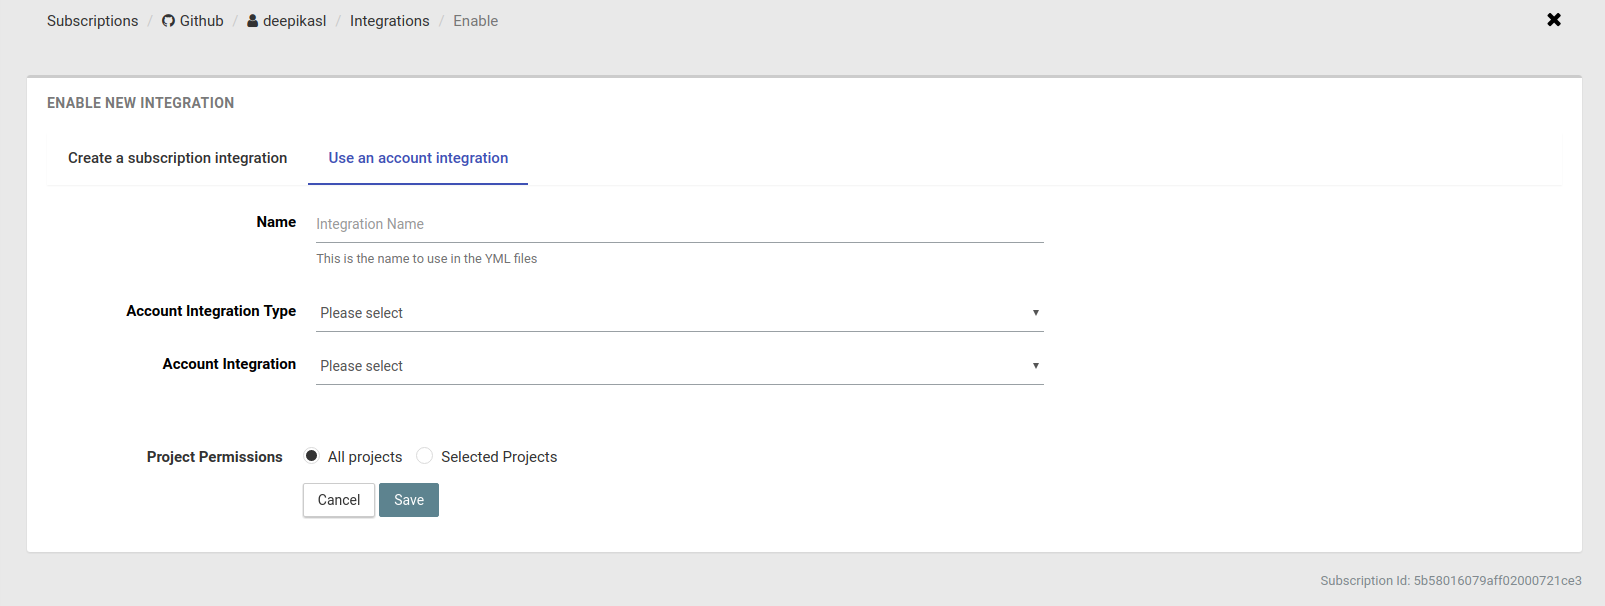 Subscriptions / Github / deepikasl / Integrations / Enable
ENABLE NEW INTEGRATION
Create a subscription integration Use an account integration
Name Integration Name
This is the name to use in the YML files
Account Integration Type Please select
Account Integration Please select
Project Permissions All projects Selected Projects
Cancel Save
Subscription Id: 5b58016079aff02000721ce3